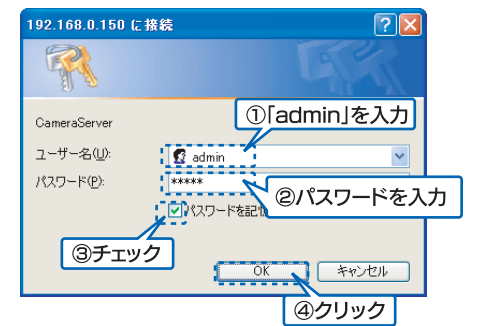 192.168.0.150 に接続
CameraServer
①「admin」を入力
ユーザー名(U):
admin
パスワード(P):
*****
②パスワードを入力
パスワードを記憶
③チェック
OK
キャンセル
④クリック